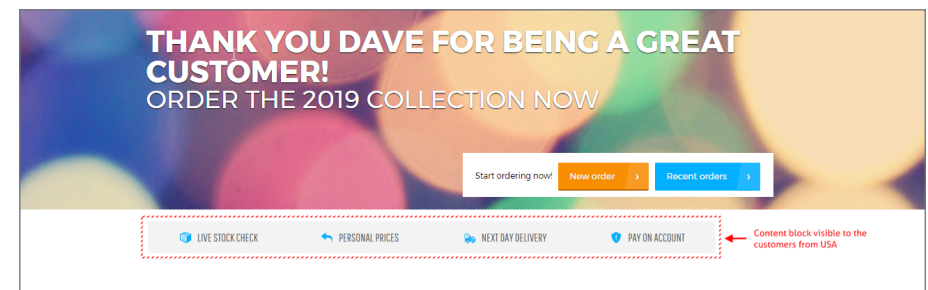 THANK YOU DAVE FOR BEING A GREAT
CUSTOMER!
ORDER THE 2019 COLLECTION NOW
Start ordering now! New order Recent orders
LIVE STOCK CHECK PERSONAL PRICES NEXT DAY DELIVERY PAY ON ACCOUNT
Content block visible to the
customers from USA